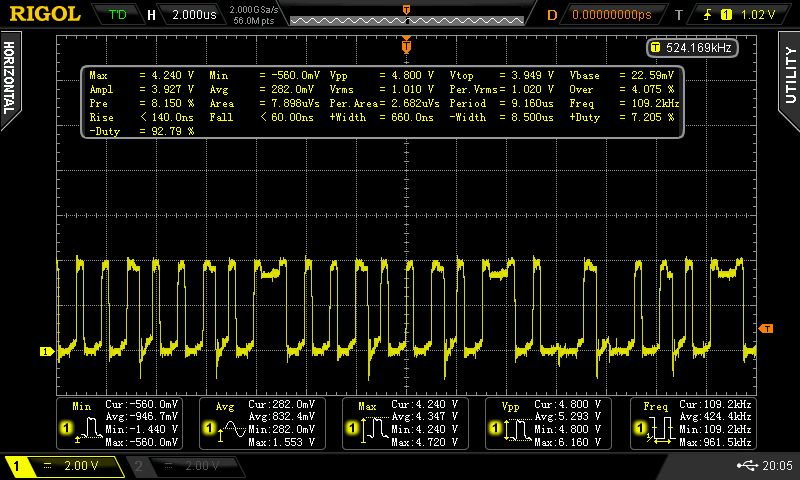 RIGOL T'D H 2.000us 2.000GSa/s 56.0M pts D 0.00000000ps T 1 1.02 V
T 524.169kHz
HORIZONTAL
UTILITY
Max = 4.240 V Min = -560.0mV Vpp = 4.800 V Vtop = 3.949 V Vbase = 22.59mV
Ampl = 3.927 V Avg = 282.0mV Vrms = 1.010 V Per.Vrms= 1.020 V Over = 4.075 %
Pre = 8.150 % Area = 7.898uVs Per.Area= 2.682uVs Period = 9.160us Freq = 109.2kHz
Rise < 140.0ns Fall < 60.00ns +Width = 660.0ns -Width = 8.500us +Duty = 7.205 %
-Duty = 92.79 %
T
1
T
Min Cur:-560.0mV Avg:-946.7mV Min:-1.440 V Max:-560.0mV
1
Avg Cur:282.0mV Avg:832.4mV Min:282.0mV Max:1.553 V
1
Max Cur:4.240 V Avg:4.347 V Min:4.240 V Max:4.720 V
1
Vpp Cur:4.800 V Avg:5.293 V Min:4.800 V Max:6.160 V
1
Freq Cur:109.2kHz Avg:424.4kHz Min:109.2kHz Max:961.5kHz
1
1 = 2.00 V 2 = 2.00 V 20:05